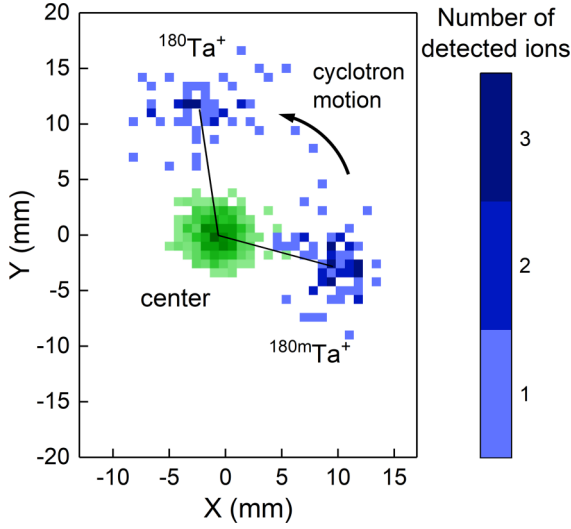 Number of
detected ions
20
15
10
5
0
-5
-10
-15
-20
Y (mm)
¹⁸⁰Ta⁺
cyclotron
motion
center
¹⁸⁰ᵐTa⁺
-10 -5 0 5 10 15
X (mm)
3
2
1